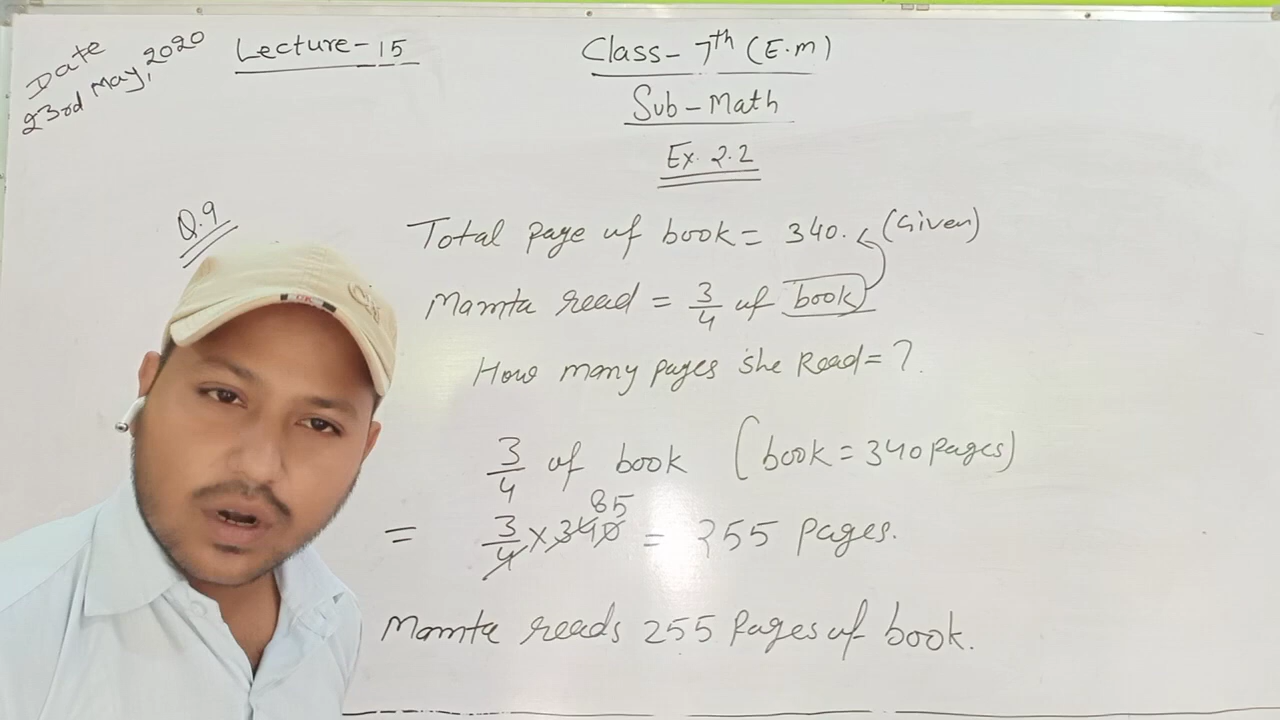 Date
23rd May, 2020
Lecture-15
Class-7th (E.m)
Sub-Math
Ex. 2.2
Q.9
Total page of book = 340. (Given)
Mamta read = 3/4 of book
How many pages she Read = ?
3/4 of book (book = 340 Pages)
85
= 3/4 × 340 = 255 Pages.
Mamta reads 255 Pages of book.